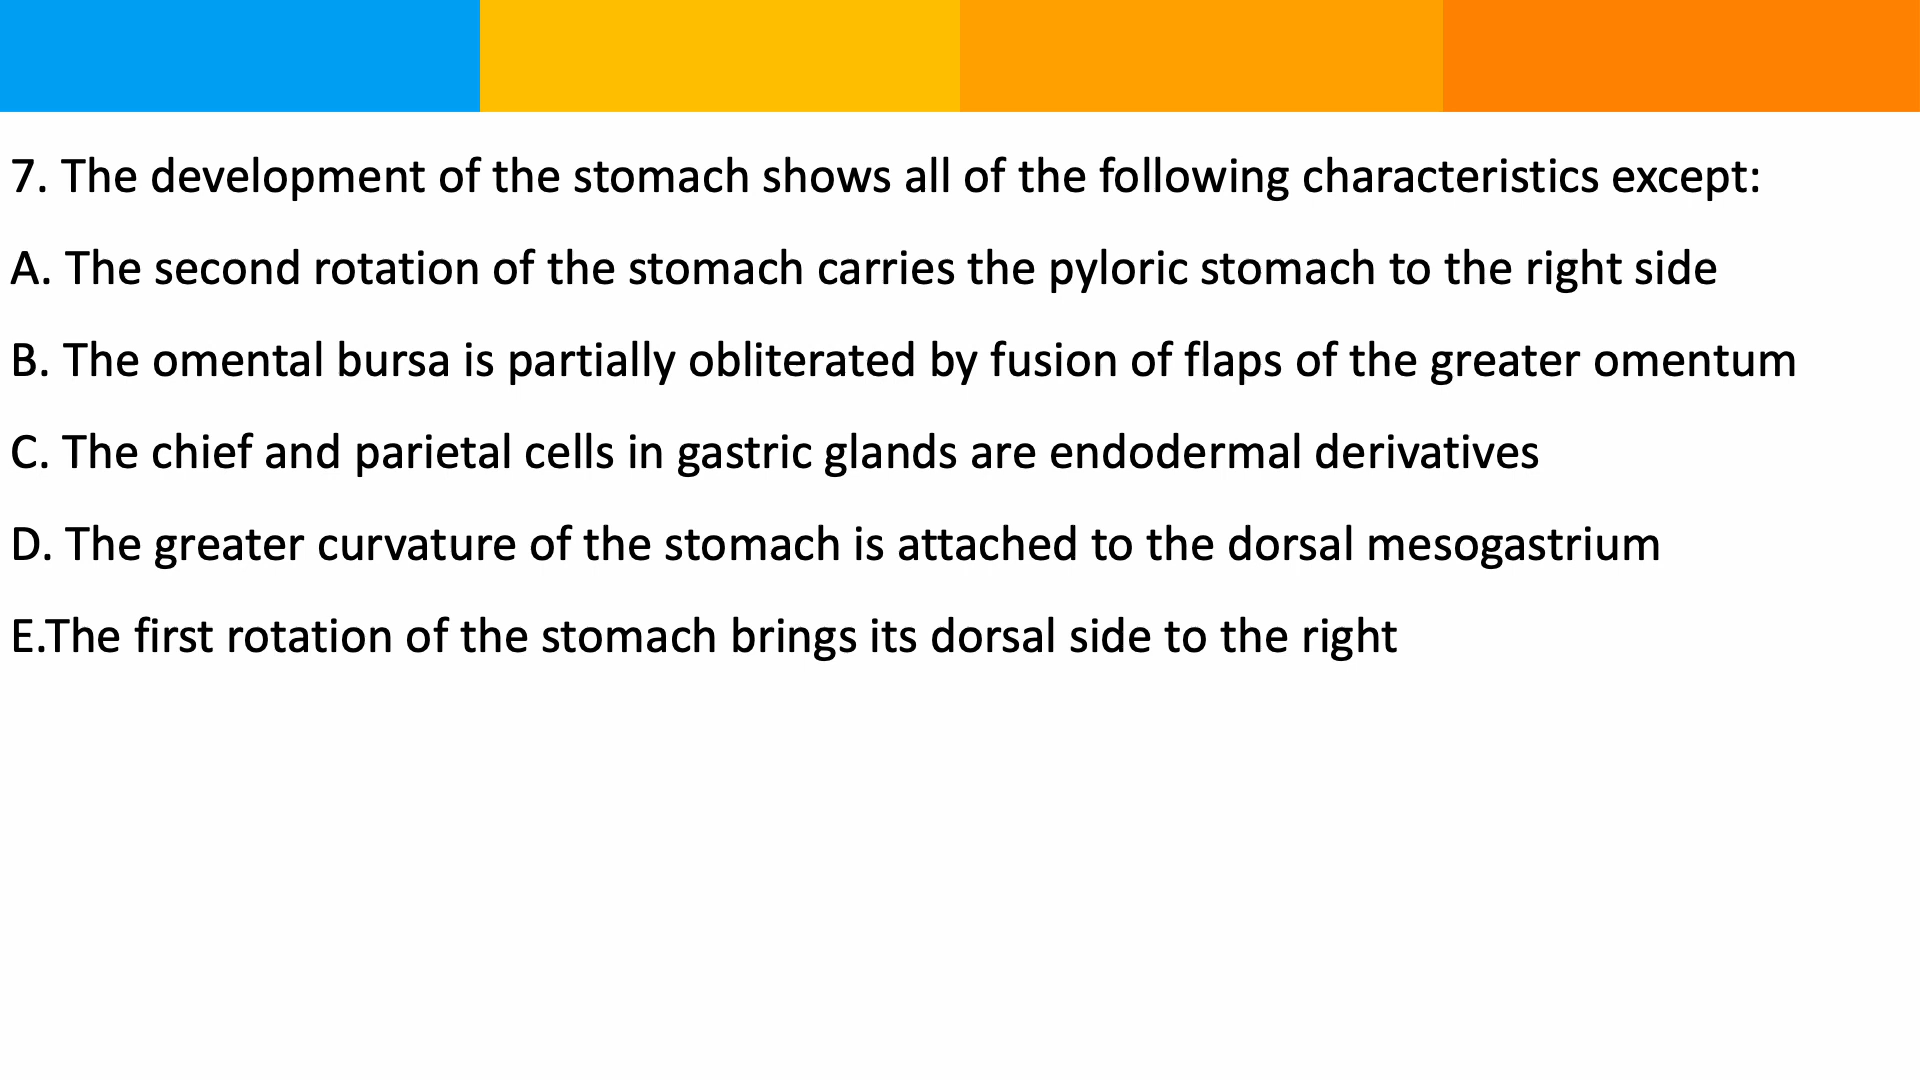 7. The development of the stomach shows all of the following characteristics except:
A. The second rotation of the stomach carries the pyloric stomach to the right side
B. The omental bursa is partially obliterated by fusion of flaps of the greater omentum
C. The chief and parietal cells in gastric glands are endodermal derivatives
D. The greater curvature of the stomach is attached to the dorsal mesogastrium
E.The first rotation of the stomach brings its dorsal side to the right